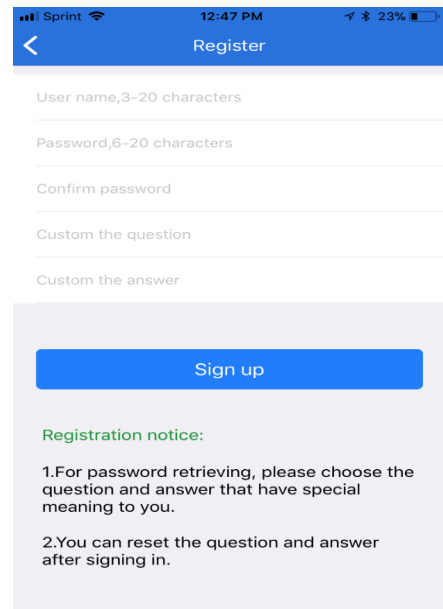 Sprint 12:47 PM 23%
Register
User name,3-20 characters
Password,6-20 characters
Confirm password
Custom the question
Custom the answer
Sign up
Registration notice:
1.For password retrieving, please choose the
question and answer that have special
meaning to you.
2.You can reset the question and answer
after signing in.